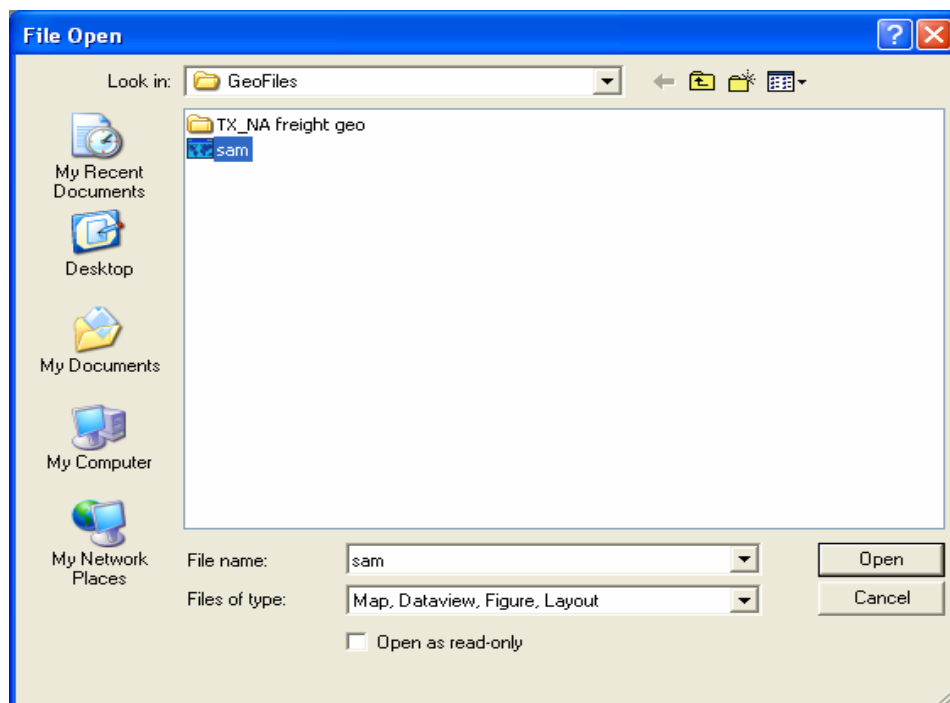 File Open
Look in:
GeoFiles
TX_NA freight geo
sam
My Recent
Documents
Desktop
My Documents
My Computer
My Network
Places
File name:
sam
Open
Files of type:
Map, Dataview, Figure, Layout
Cancel
Open as read-only